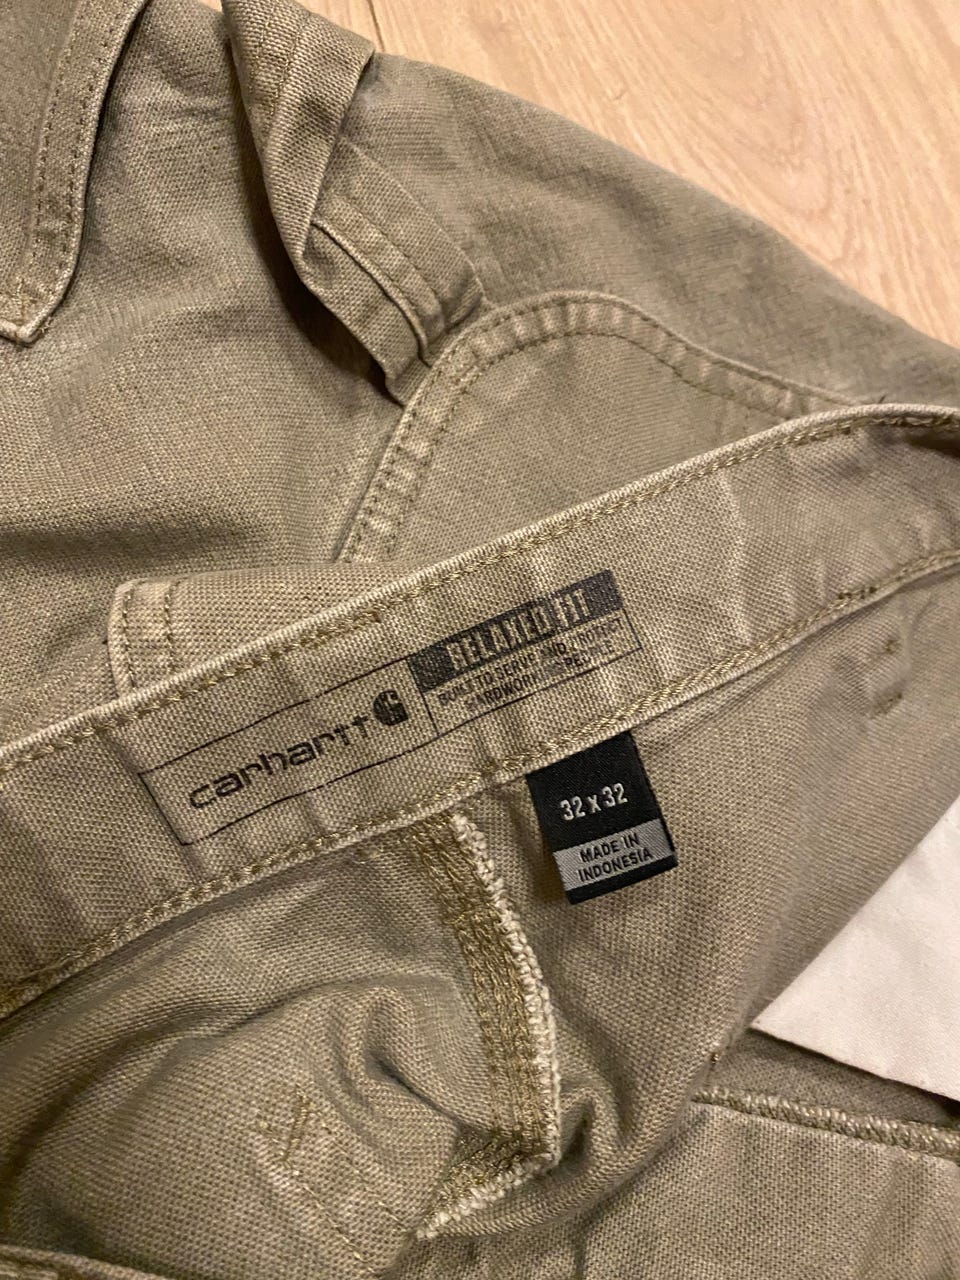 carhartt
RELAXED FIT
BUILT TO SERVE AND PROTECT
HARDWORKING PEOPLE
32 x 32
MADE IN
INDONESIA